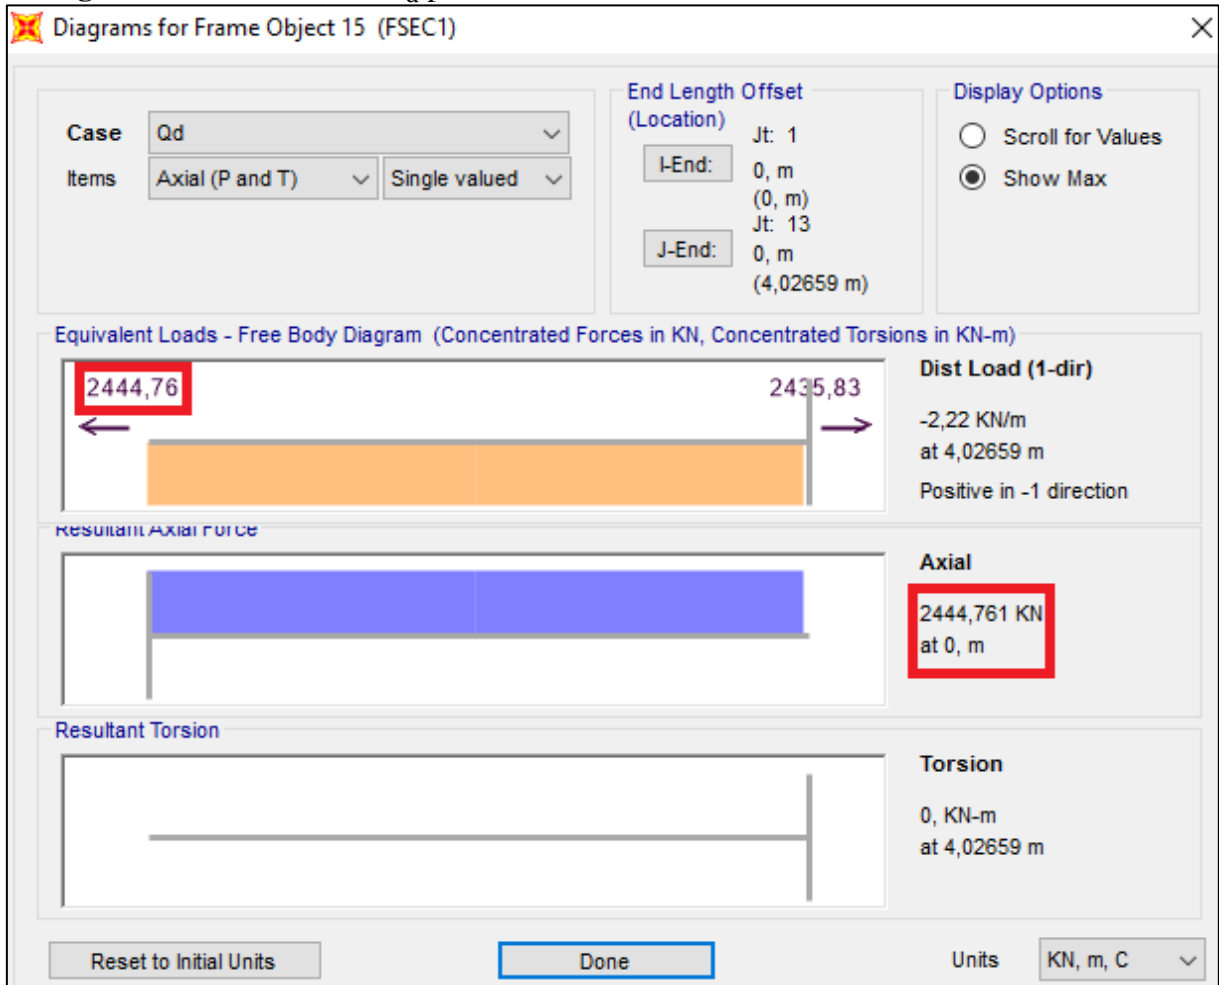 Diagrams for Frame Object 15 (FSEC1)
Case
Qd
Items
Axial (P and T)
Single valued
End Length Offset
(Location)
I-End:
Jt: 1
0, m
(0, m)
J-End:
Jt: 13
0, m
(4,02659 m)
Display Options
Scroll for Values
Show Max
Equivalent Loads - Free Body Diagram (Concentrated Forces in KN, Concentrated Torsions in KN-m)
2444,76
2435,83
Dist Load (1-dir)
-2,22 KN/m
at 4,02659 m
Positive in -1 direction
Resultant Axial Force
Axial
2444,761 KN
at 0, m
Resultant Torsion
Torsion
0, KN-m
at 4,02659 m
Reset to Initial Units
Done
Units
KN, m, C